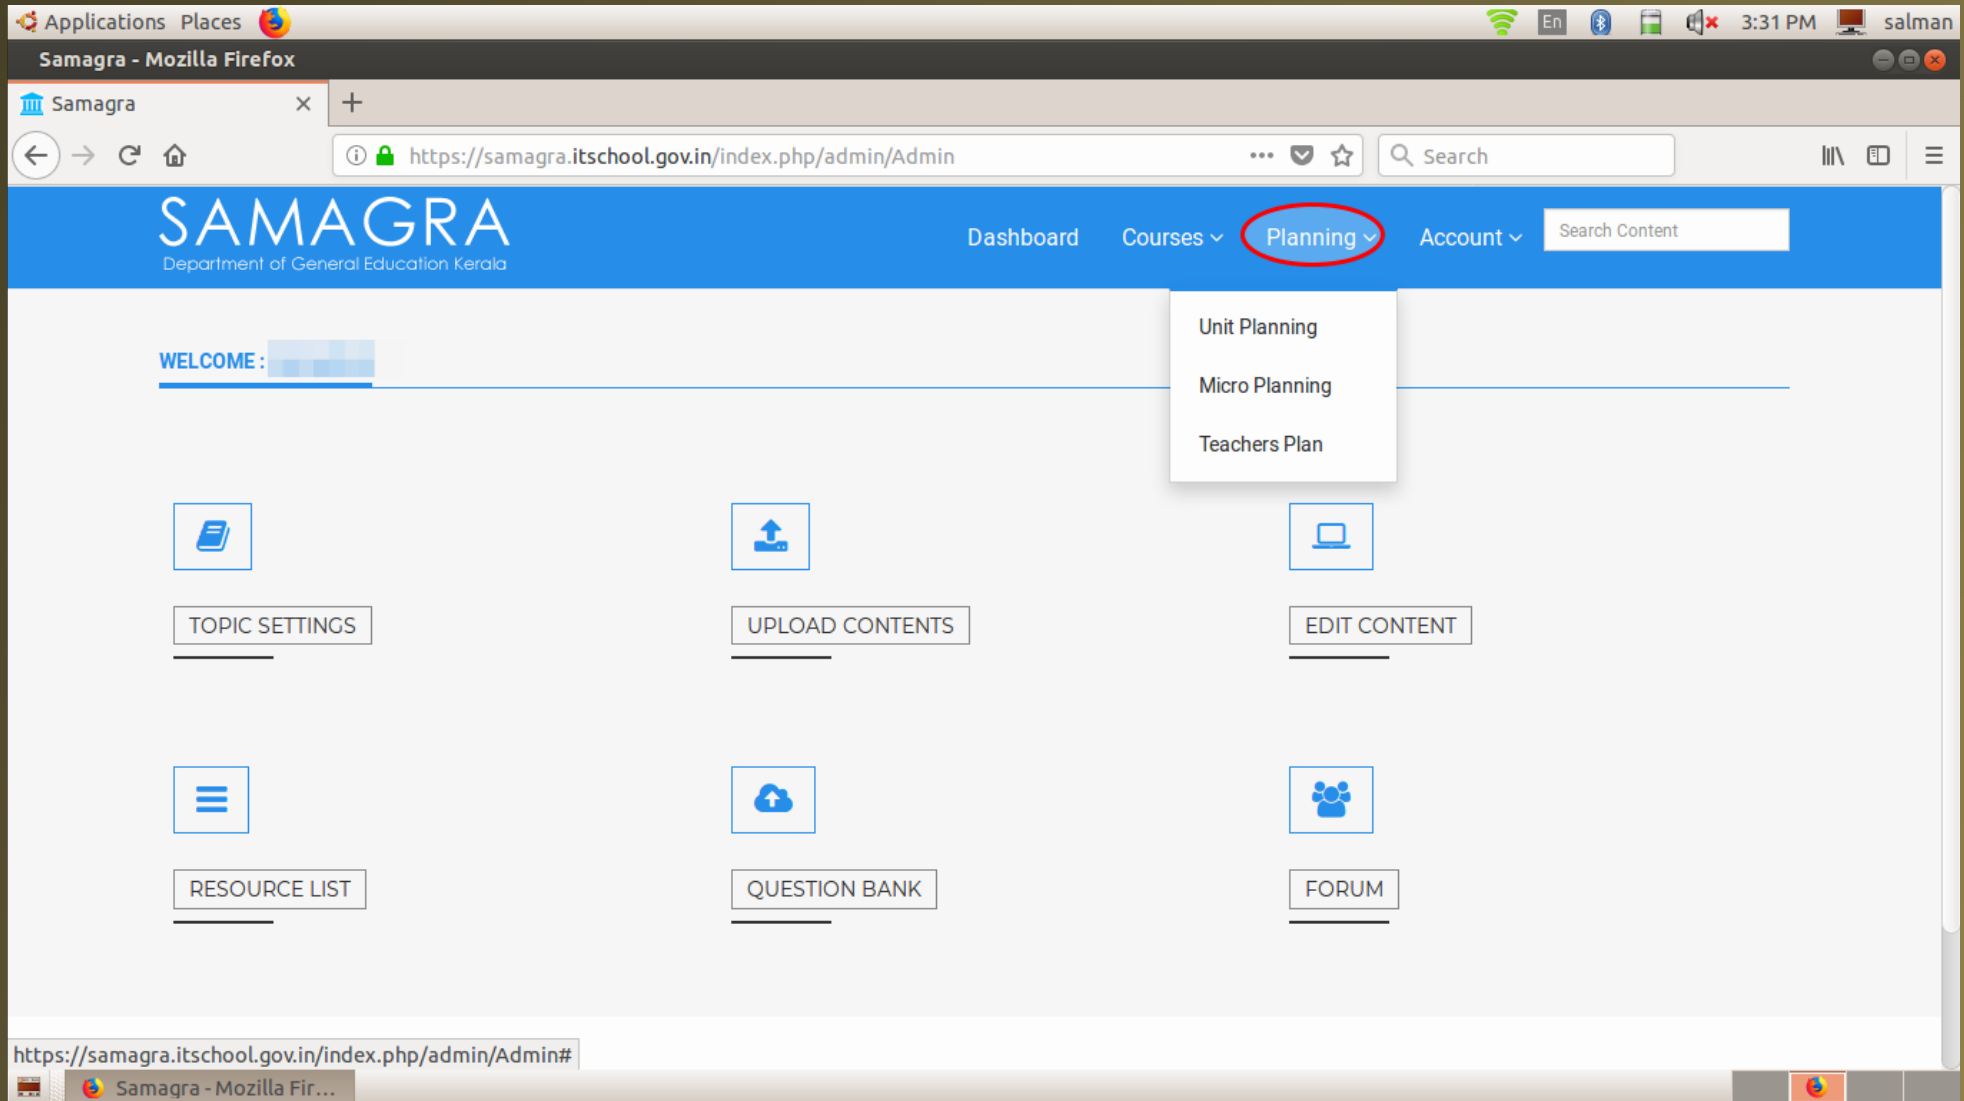 Applications Places
En 3:31 PM salman
Samagra - Mozilla Firefox
Samagra
https://samagra.itschool.gov.in/index.php/admin/Admin
Search
SAMAGRA
Department of General Education Kerala
Dashboard Courses Planning Account Search Content
Unit Planning
Micro Planning
Teachers Plan
WELCOME :
TOPIC SETTINGS UPLOAD CONTENTS EDIT CONTENT
RESOURCE LIST QUESTION BANK FORUM
https://samagra.itschool.gov.in/index.php/admin/Admin#
Samagra - Mozilla Fir...